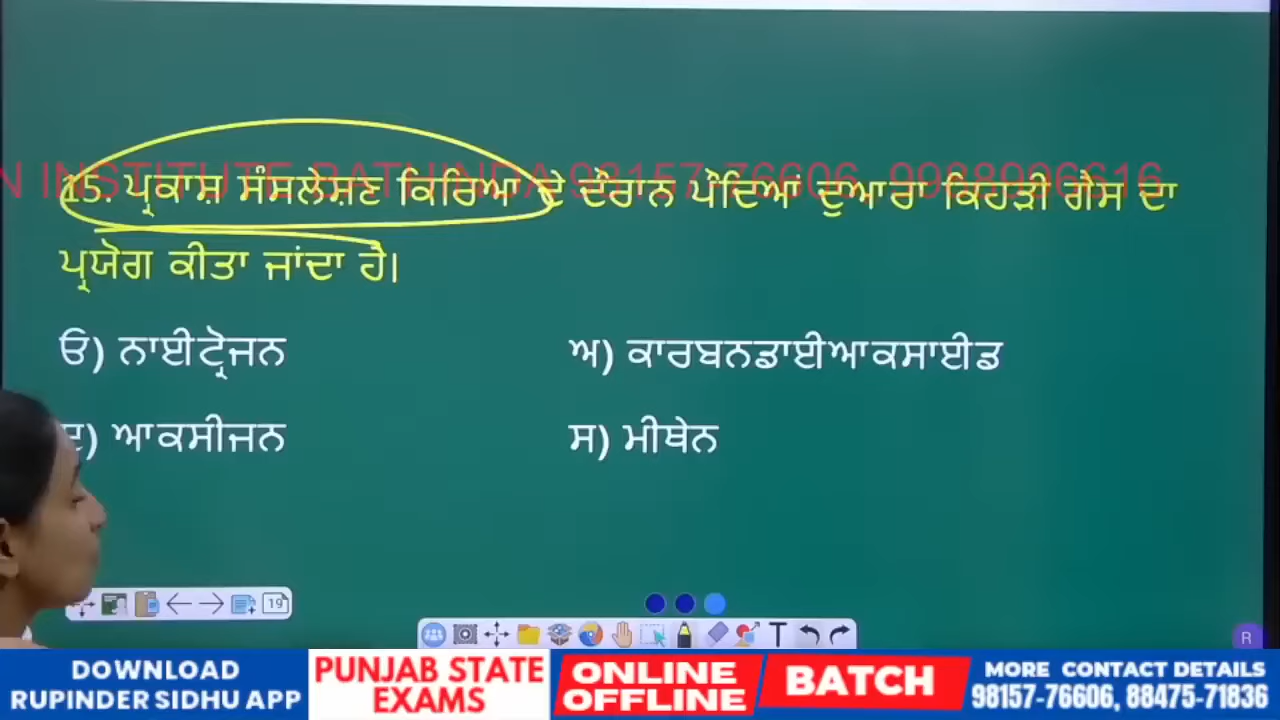 15. ਪ੍ਰਕਾਸ਼ ਸੰਸਲੇਸ਼ਣ ਕਿਰਿਆ ਦੇ ਦੌਰਾਨ ਪੌਦਿਆਂ ਦੁਆਰਾ ਕਿਹੜੀ ਗੈਸ ਦਾ
ਪ੍ਰਯੋਗ ਕੀਤਾ ਜਾਂਦਾ ਹੈ।
ੳ) ਨਾਈਟ੍ਰੋਜਨ
ਅ) ਕਾਰਬਨਡਾਈਆਕਸਾਈਡ
ੲ) ਆਕਸੀਜਨ
ਸ) ਮੀਥੇਨ
19
T
R
DOWNLOAD
RUPINDER SIDHU APP
PUNJAB STATE
EXAMS
ONLINE
OFFLINE
BATCH
MORE CONTACT DETAILS
98157-76606, 88475-71836